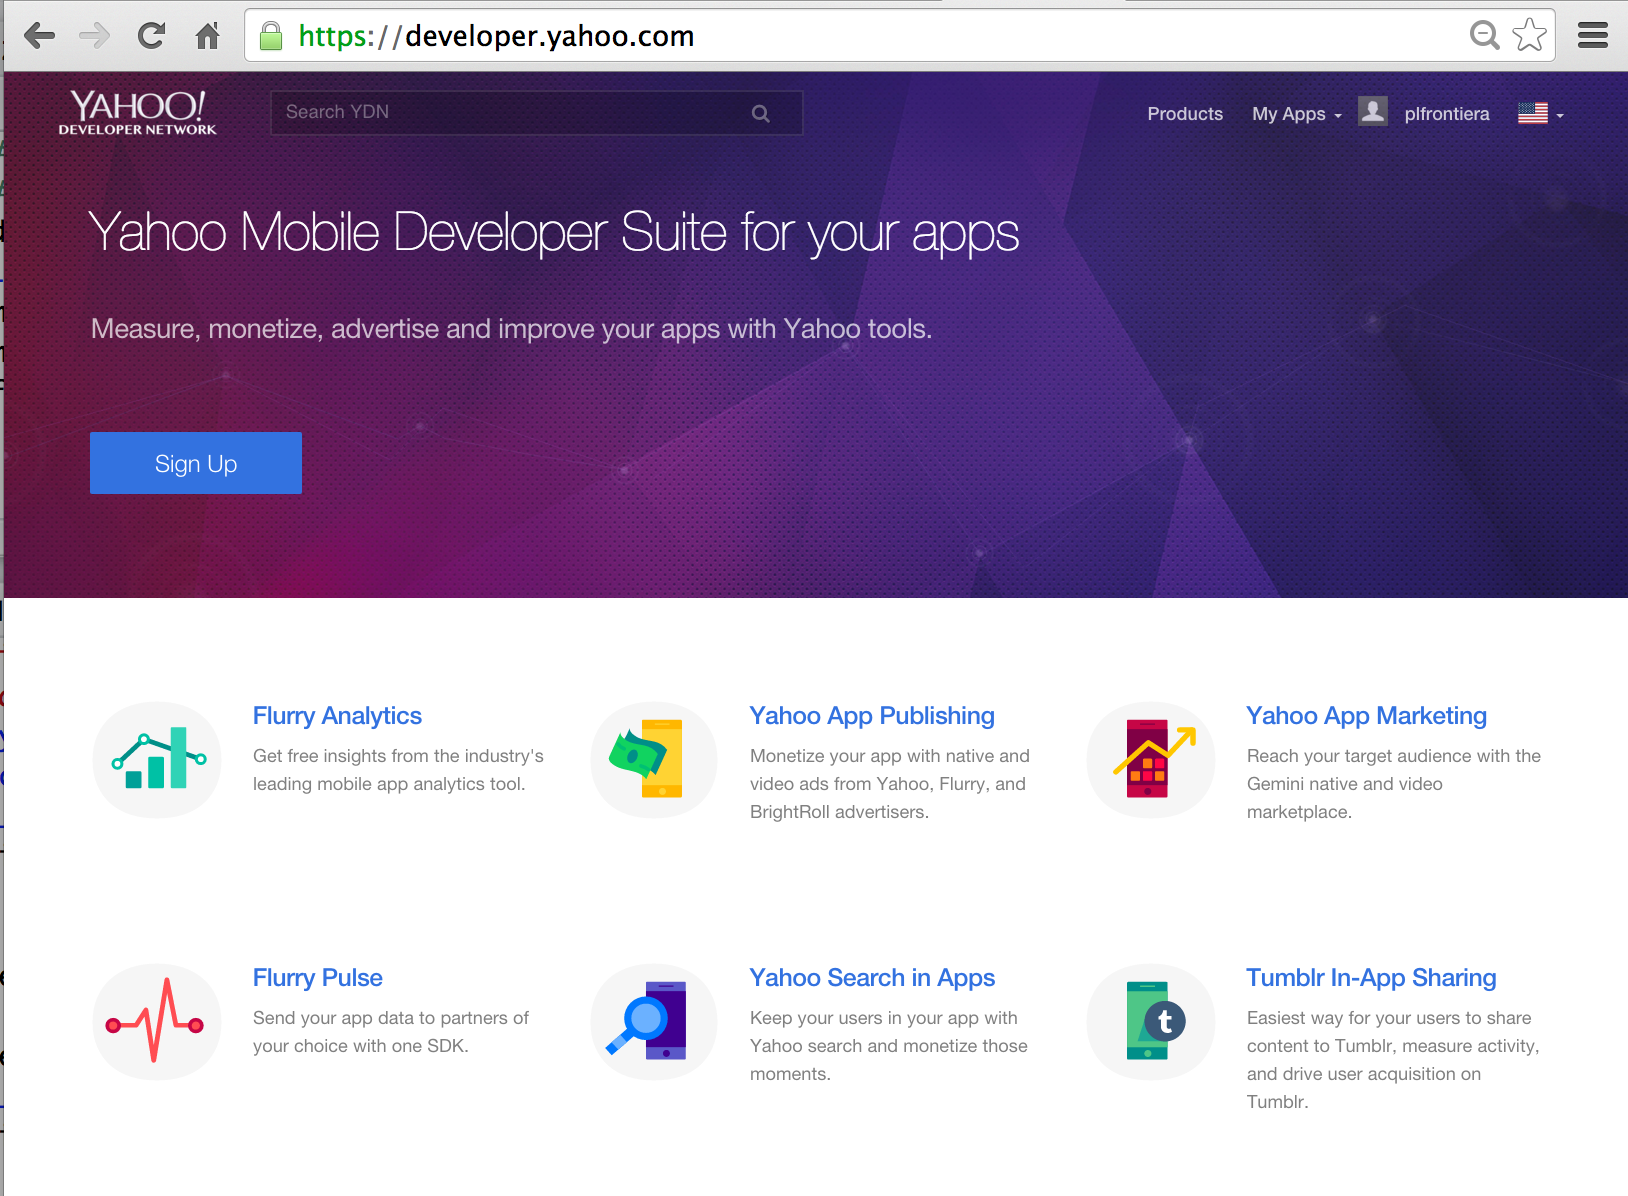 https://developer.yahoo.com
YAHOO!
DEVELOPER NETWORK
Search YDN
Products
My Apps
plfrontiera
Yahoo Mobile Developer Suite for your apps
Measure, monetize, advertise and improve your apps with Yahoo tools.
Sign Up
Flurry Analytics
Get free insights from the industry's
leading mobile app analytics tool.
Yahoo App Publishing
Monetize your app with native and
video ads from Yahoo, Flurry, and
BrightRoll advertisers.
Yahoo App Marketing
Reach your target audience with the
Gemini native and video
marketplace.
Flurry Pulse
Send your app data to partners of
your choice with one SDK.
Yahoo Search in Apps
Keep your users in your app with
Yahoo search and monetize those
moments.
t
Tumblr In-App Sharing
Easiest way for your users to share
content to Tumblr, measure activity,
and drive user acquisition on
Tumblr.